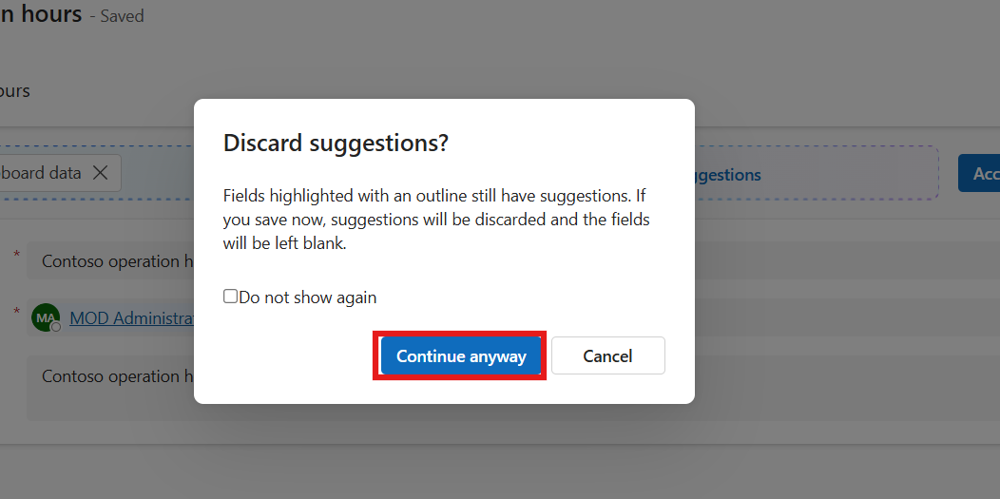 n hours - Saved
ours
board data
ggestions
Acc
Discard suggestions?
Fields highlighted with an outline still have suggestions. If
you save now, suggestions will be discarded and the fields
will be left blank.
Do not show again
Continue anyway
Cancel
* Contoso operation h
* MA MOD Administrat
Contoso operation h